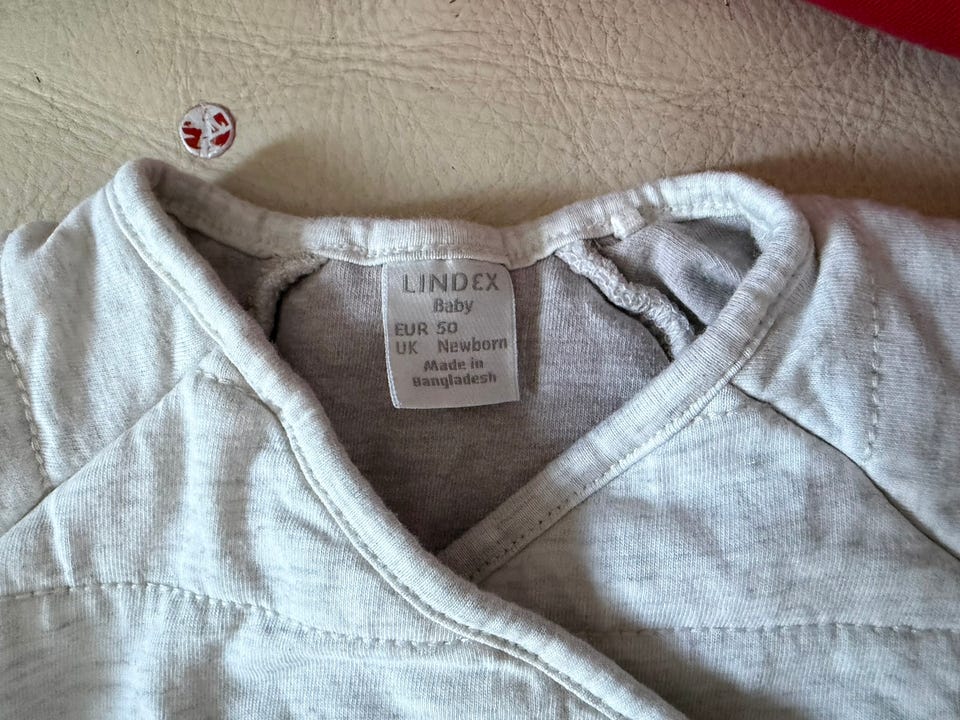 LINDEX
Baby
EUR 50
UK Newborn
Made in
Bangladesh